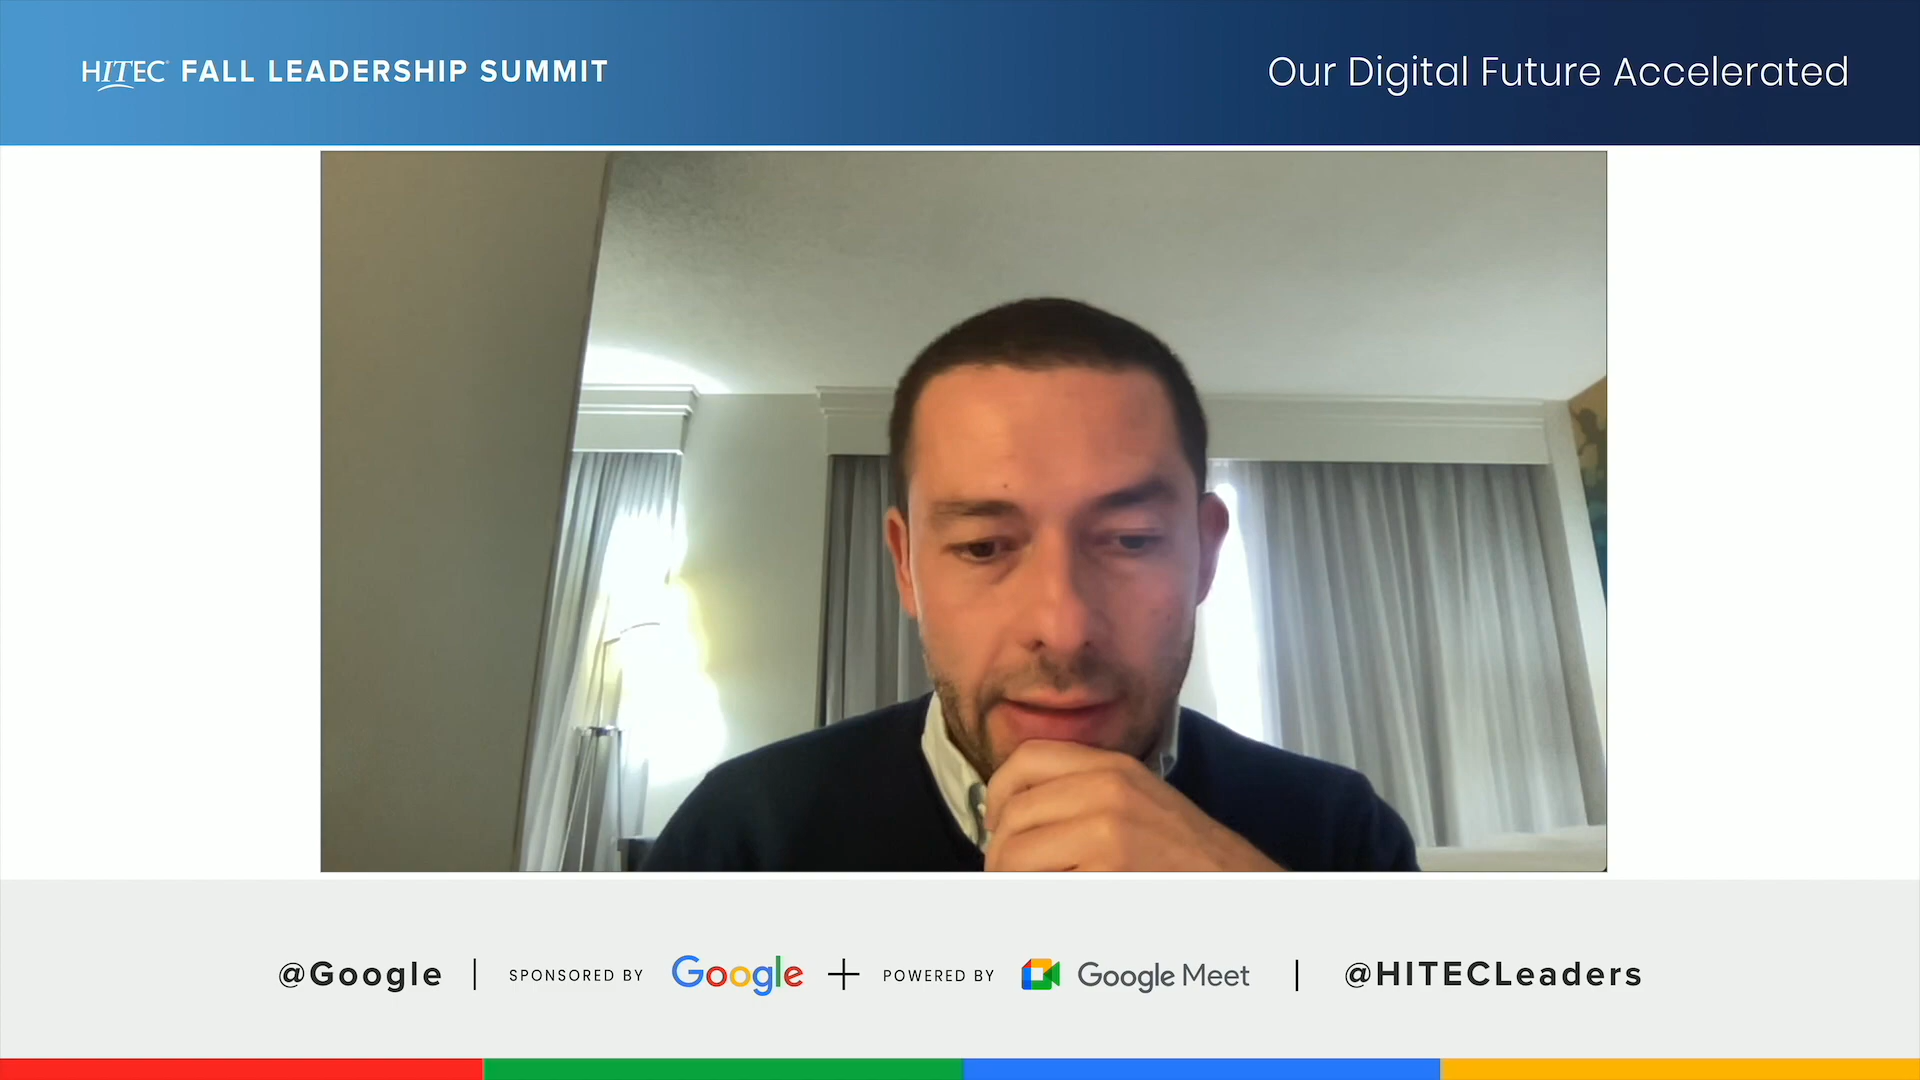 HITEC® FALL LEADERSHIP SUMMIT
Our Digital Future Accelerated
@Google | SPONSORED BY Google + POWERED BY Google Meet | @HITECLeaders